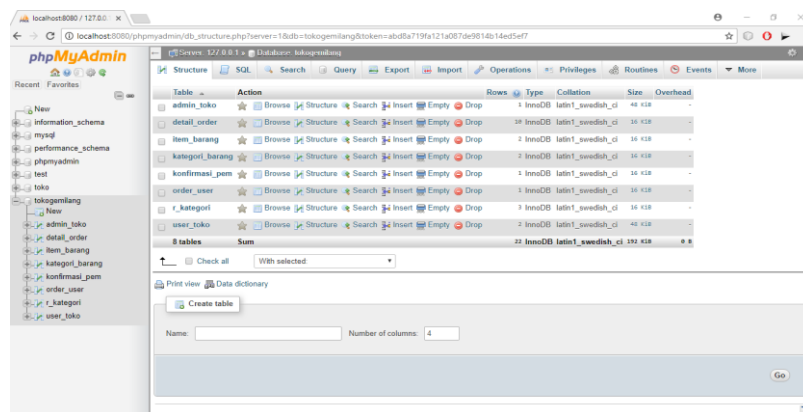 localhost:8080 / 127.0.0
localhost:8080/phpmyadmin/db_structure.php?server=1&db=tokogemilang&token=abd8a719fa121a087de9814b14ed5ef7
phpMyAdmin
Recent Favorites
New
information_schema
mysql
performance_schema
phpmyadmin
test
toko
tokogemilang
New
admin_toko
detail_order
item_barang
kategori_barang
konfirmasi_pem
order_user
r_kategori
user_toko
Server: 127.0.0.1 » Database: tokogemilang
Structure SQL Search Query Export Import Operations Privileges Routines Events More
Table Action Rows Type Collation Size Overhead
admin_toko Browse Structure Search Insert Empty Drop 1 InnoDB latin1_swedish_ci 48 KiB -
detail_order Browse Structure Search Insert Empty Drop 10 InnoDB latin1_swedish_ci 16 KiB -
item_barang Browse Structure Search Insert Empty Drop 2 InnoDB latin1_swedish_ci 16 KiB -
kategori_barang Browse Structure Search Insert Empty Drop 2 InnoDB latin1_swedish_ci 16 KiB -
konfirmasi_pem Browse Structure Search Insert Empty Drop 1 InnoDB latin1_swedish_ci 16 KiB -
order_user Browse Structure Search Insert Empty Drop 1 InnoDB latin1_swedish_ci 16 KiB -
r_kategori Browse Structure Search Insert Empty Drop 3 InnoDB latin1_swedish_ci 16 KiB -
user_toko Browse Structure Search Insert Empty Drop 2 InnoDB latin1_swedish_ci 48 KiB -
8 tables Sum 22 InnoDB latin1_swedish_ci 192 KiB 0 B
Check all With selected:
Print view Data dictionary
Create table
Name: Number of columns: 4
Go